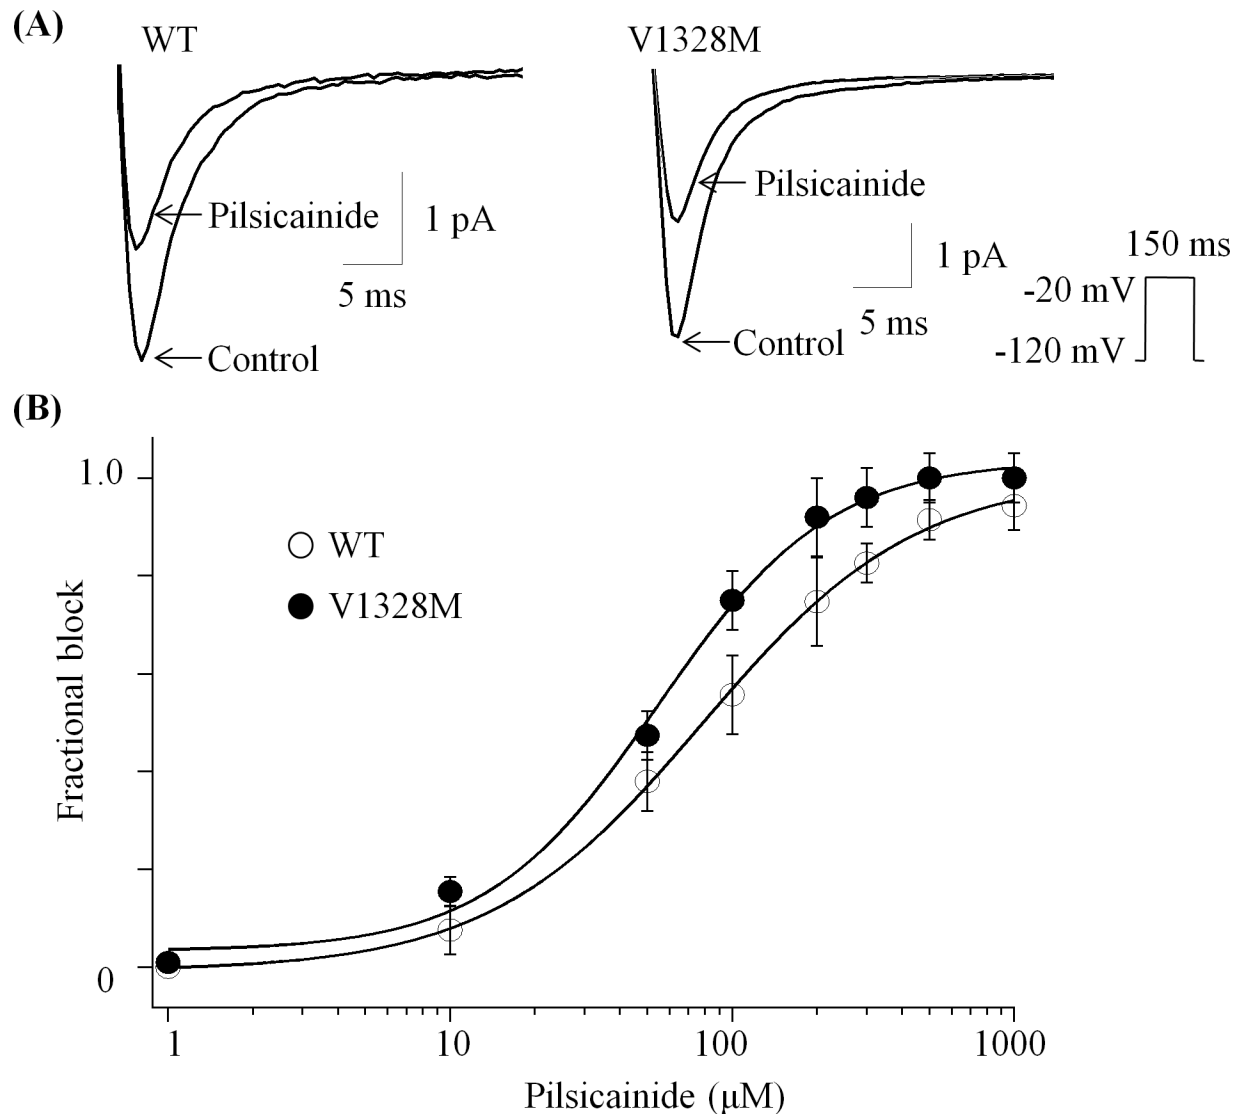 (A)
WT
V1328M
Pilsicainide
1 pA
5 ms
Control
Pilsicainide
1 pA
5 ms
Control
150 ms
-20 mV
-120 mV
(B)
1.0
WT
V1328M
Fractional block
0
1
10
100
1000
Pilsicainide (μM)